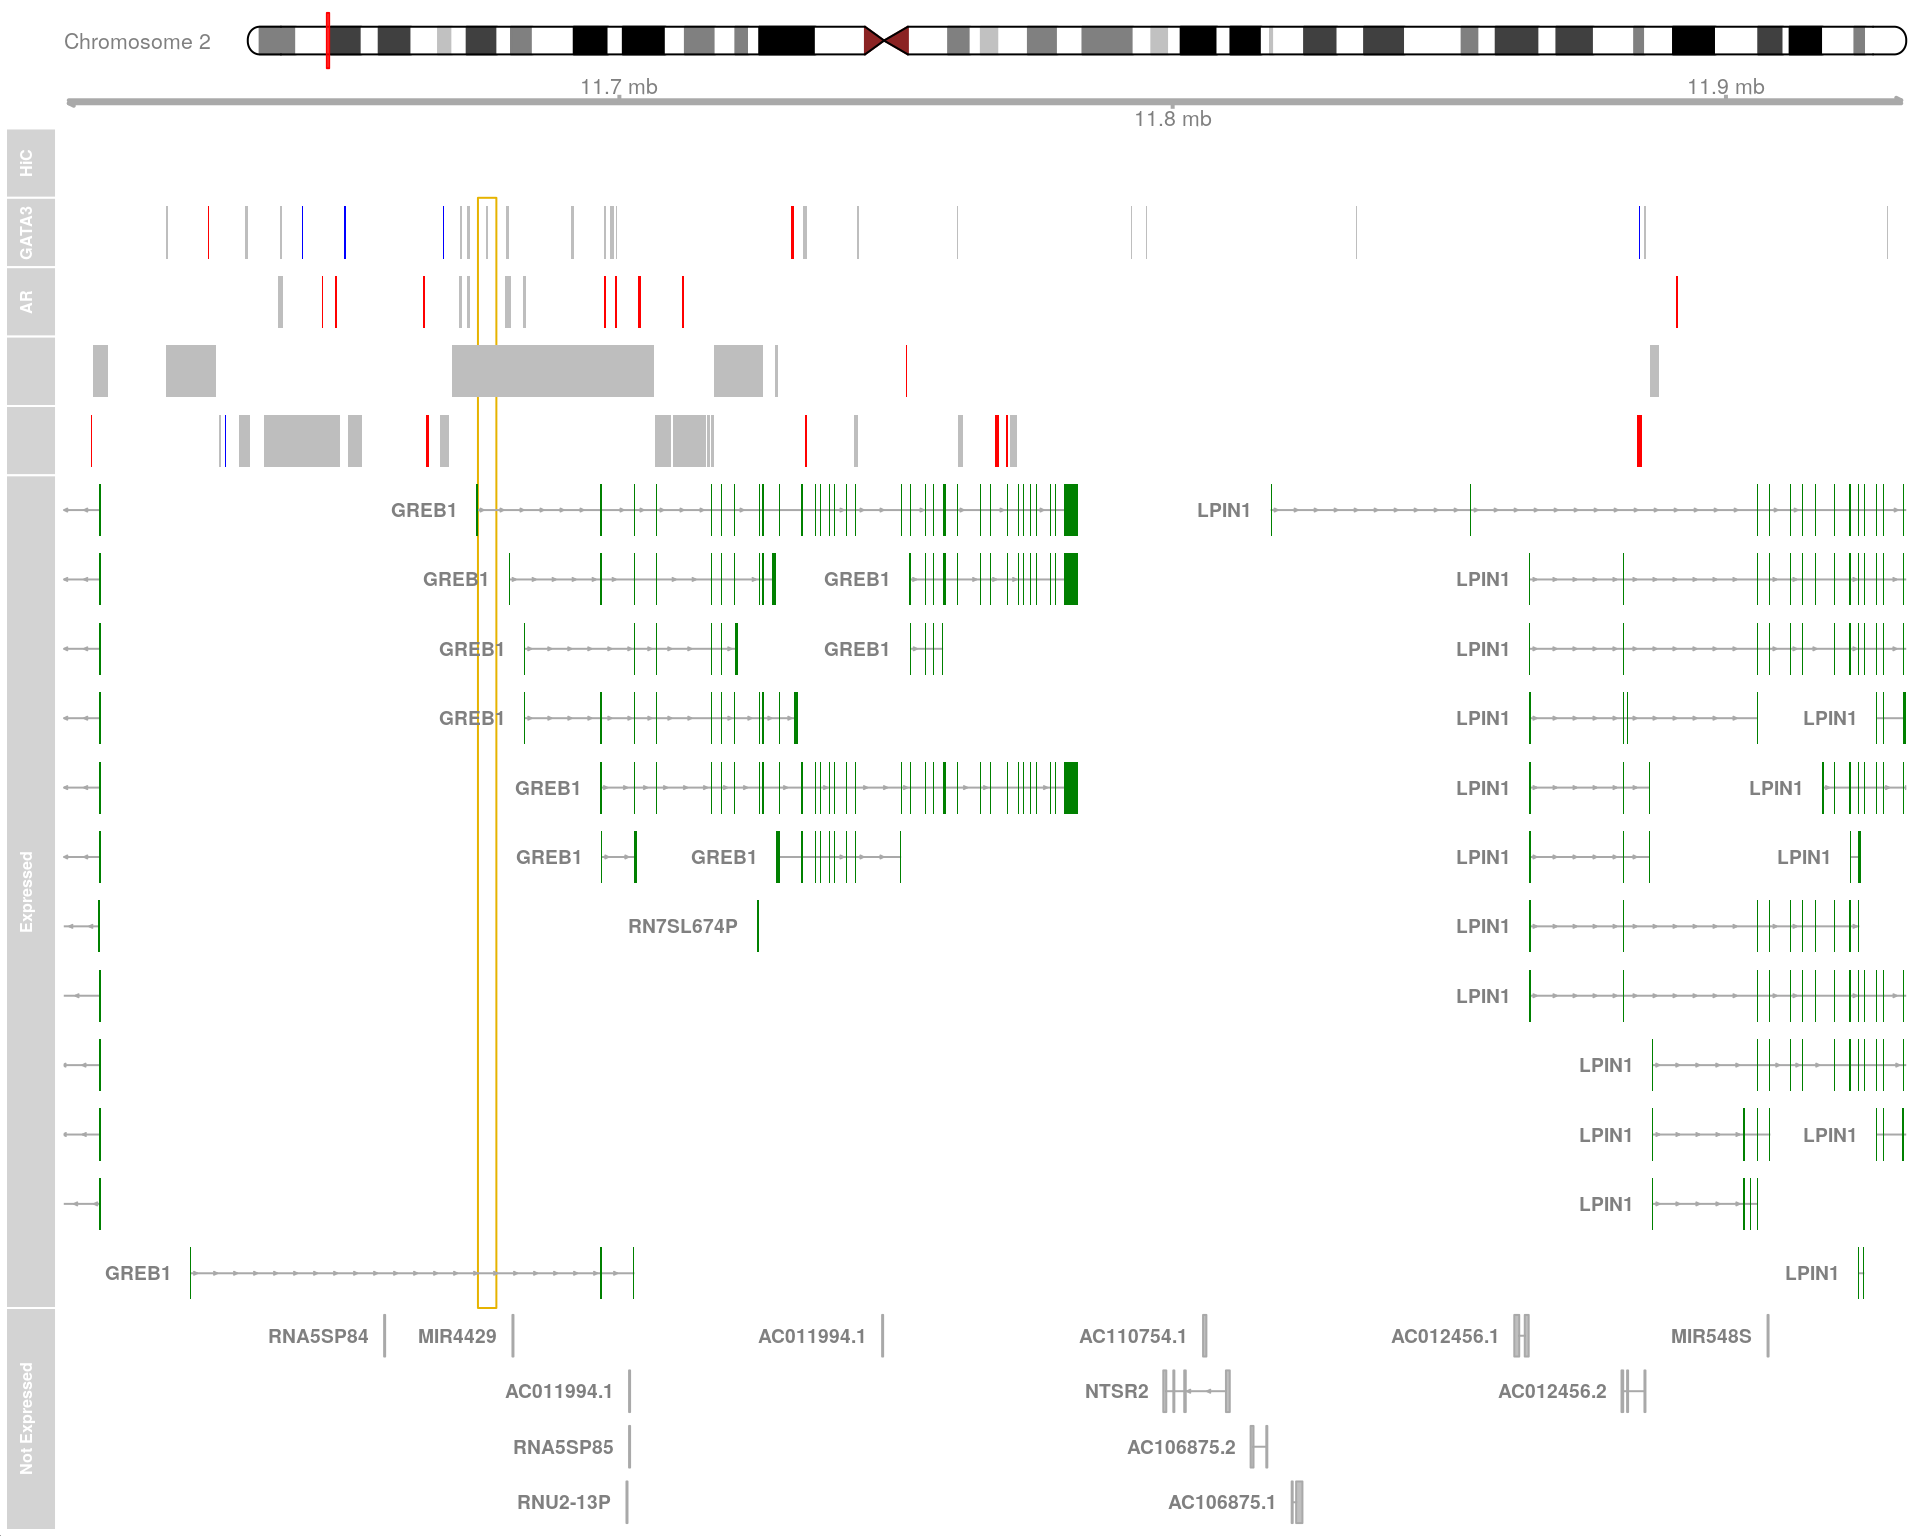 Chromosome 2
11.7 mb
11.9 mb
11.8 mb
HiC
GATA3
AR
Expressed
GREB1
LPIN1
GREB1
GREB1
LPIN1
GREB1
GREB1
LPIN1
GREB1
LPIN1
LPIN1
GREB1
LPIN1
LPIN1
GREB1
GREB1
LPIN1
LPIN1
RN7SL674P
LPIN1
LPIN1
LPIN1
LPIN1
LPIN1
LPIN1
GREB1
LPIN1
Not Expressed
RNA5SP84
MIR4429
AC011994.1
AC110754.1
AC012456.1
MIR548S
AC011994.1
NTSR2
AC012456.2
RNA5SP85
AC106875.2
RNU2-13P
AC106875.1